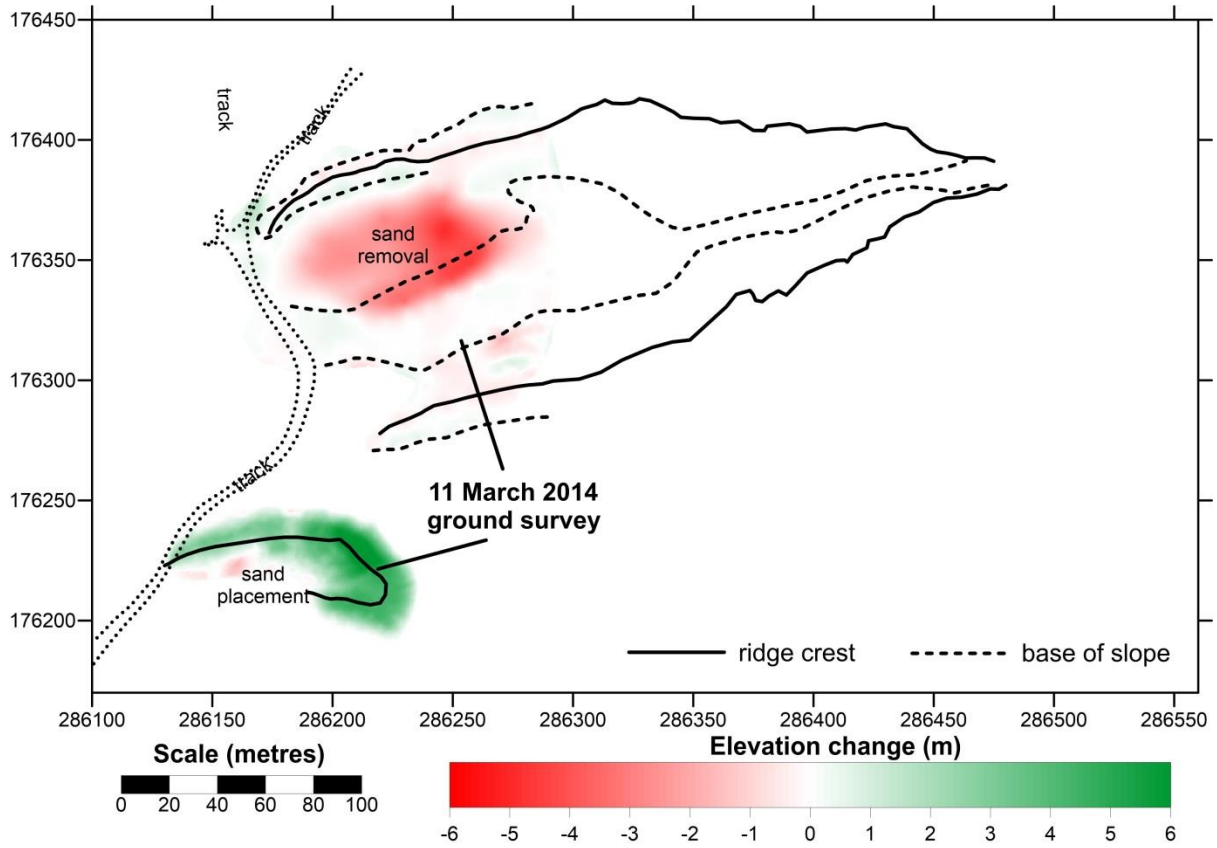 176450
176400
176350
176300
176250
176200
track
track
track
sand
removal
11 March 2014
ground survey
sand
placement
ridge crest
base of slope
286100 286150 286200 286250 286300 286350 286400 286450 286500 286550
Scale (metres)
0 20 40 60 80 100
Elevation change (m)
-6 -5 -4 -3 -2 -1 0 1 2 3 4 5 6